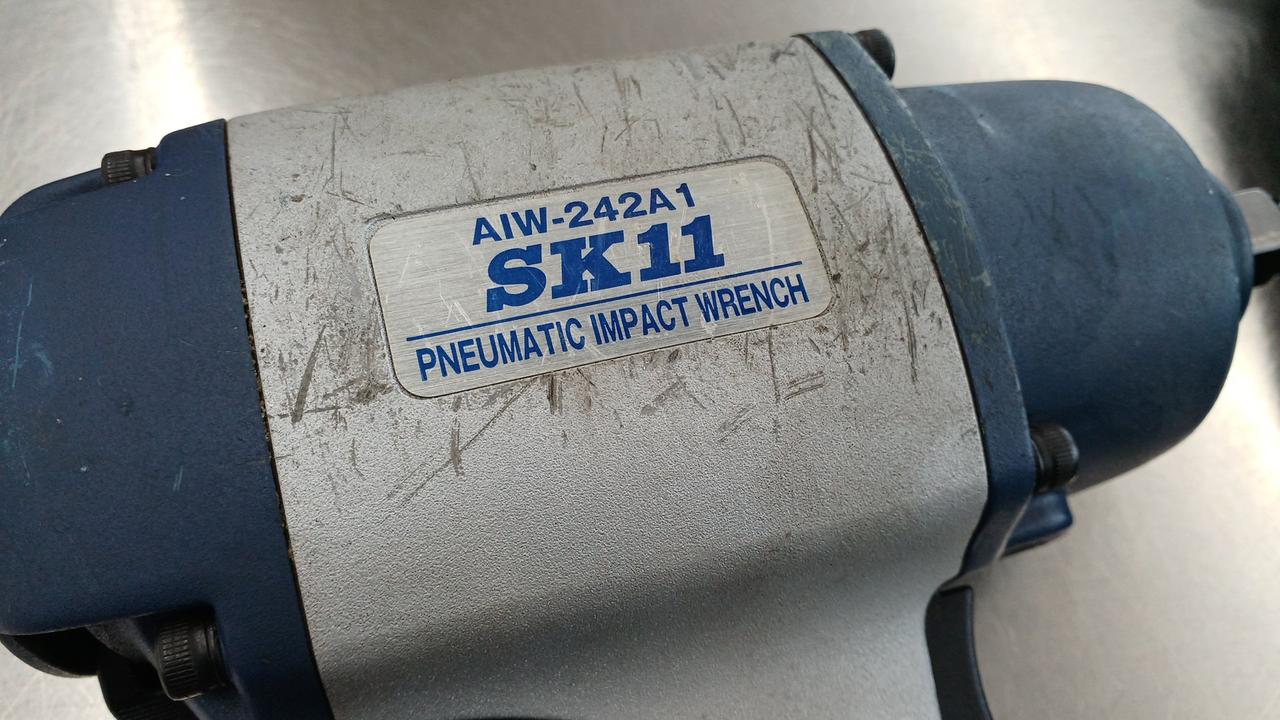 AIW-242A1
SK11
PNEUMATIC IMPACT WRENCH